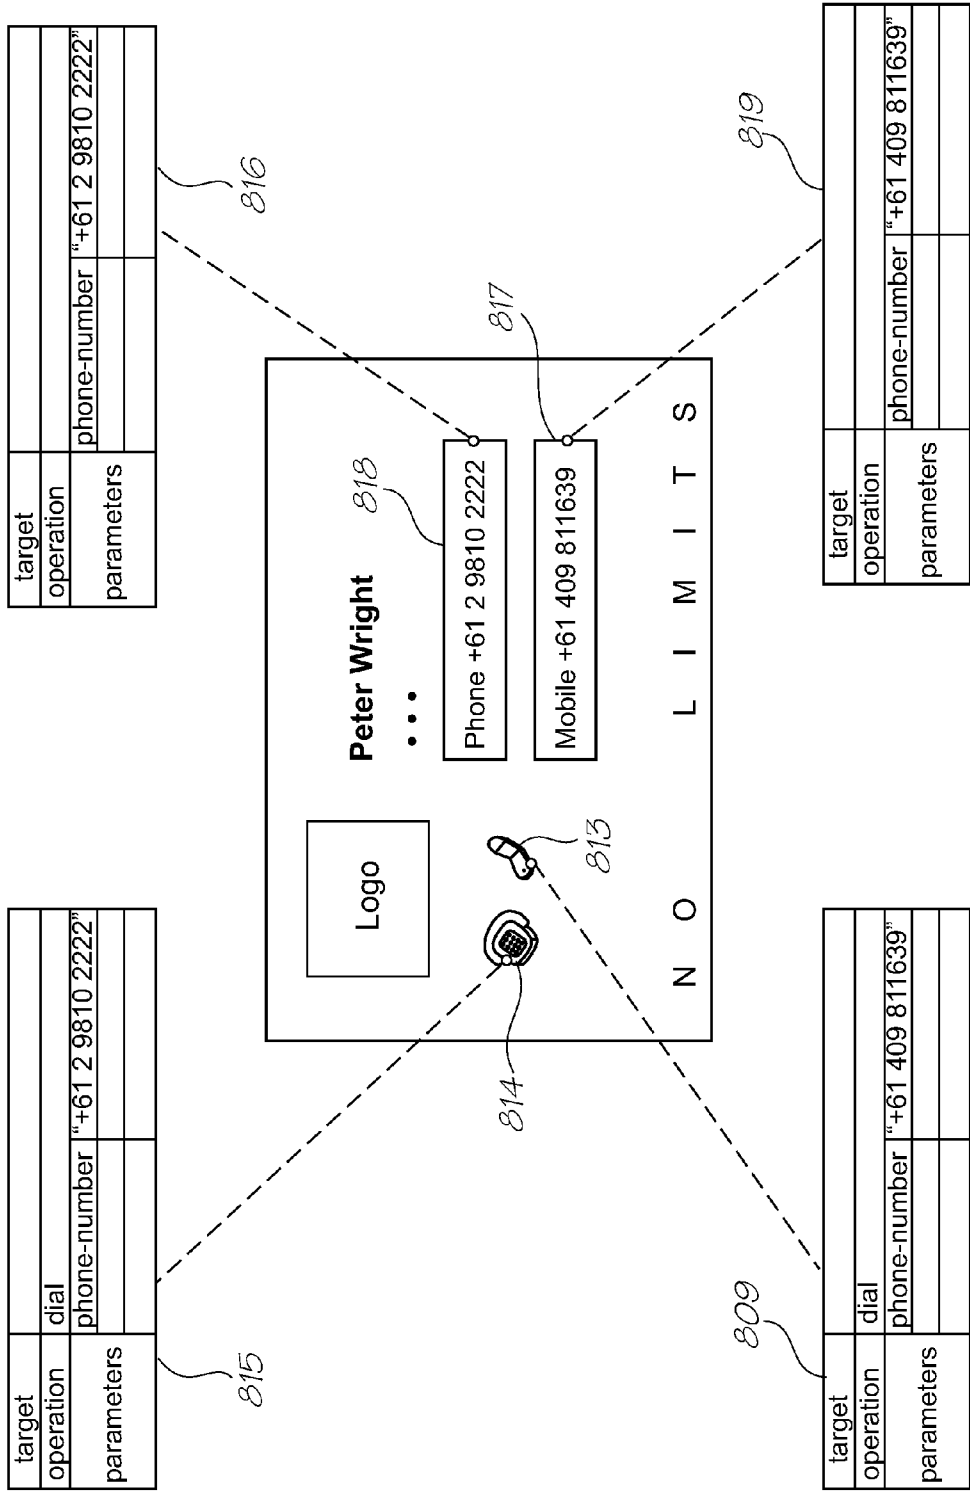 target
operation dial
parameters phone-number “+61 2 9810 2222”
815
target
operation
parameters phone-number “+61 2 9810 2222”
816
Logo
Peter Wright
• • •
818
Phone +61 2 9810 2222
817
Mobile +61 409 811639
814
813
N O L I M I T S
809
target
operation dial
parameters phone-number “+61 409 811639”
819
target
operation
parameters phone-number “+61 409 811639”